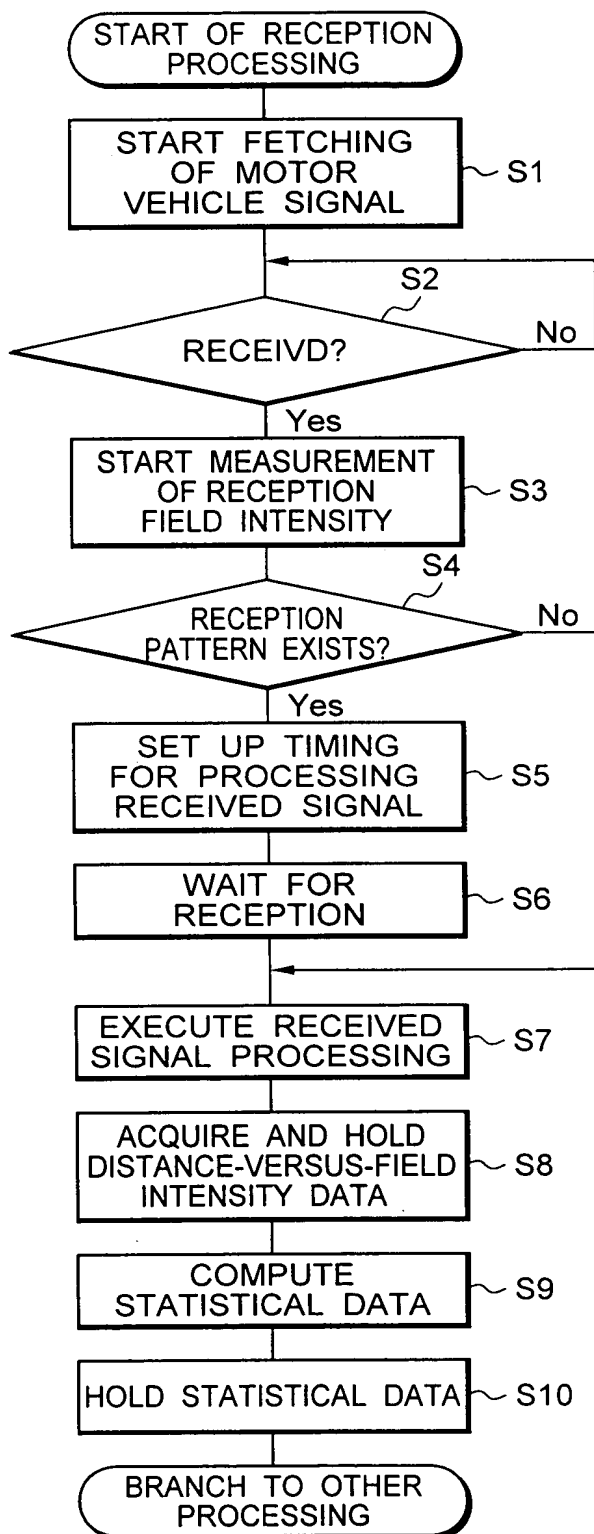 START OF RECEPTION
PROCESSING
START FETCHING
OF MOTOR
VEHICLE SIGNAL
S1
S2
RECEIVD?
No
Yes
START MEASUREMENT
OF RECEPTION
FIELD INTENSITY
S3
S4
RECEPTION
PATTERN EXISTS?
No
Yes
SET UP TIMING
FOR PROCESSING
RECEIVED SIGNAL
S5
WAIT FOR
RECEPTION
S6
EXECUTE RECEIVED
SIGNAL PROCESSING
S7
ACQUIRE AND HOLD
DISTANCE-VERSUS-FIELD
INTENSITY DATA
S8
COMPUTE
STATISTICAL DATA
S9
HOLD STATISTICAL DATA
S10
BRANCH TO OTHER
PROCESSING